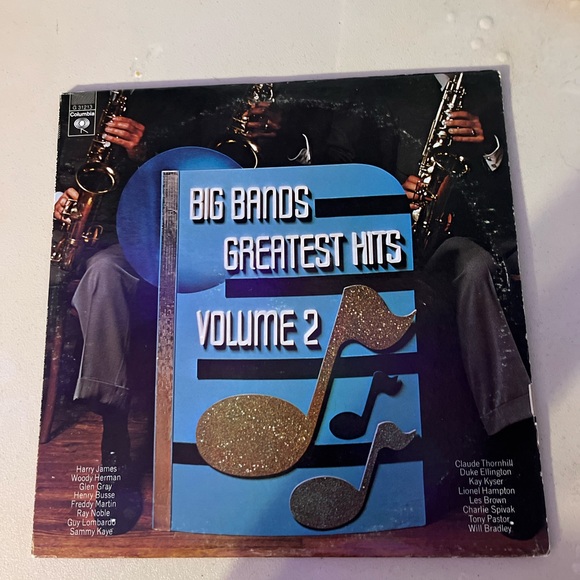 G 31213
Columbia
BIG BANDS
GREATEST HITS
VOLUME 2
Harry James
Woody Herman
Glen Gray
Henry Busse
Freddy Martin
Ray Noble
Guy Lombardo
Sammy Kaye
Claude Thornhill
Duke Ellington
Kay Kyser
Lionel Hampton
Les Brown
Charlie Spivak
Tony Pastor
Will Bradley